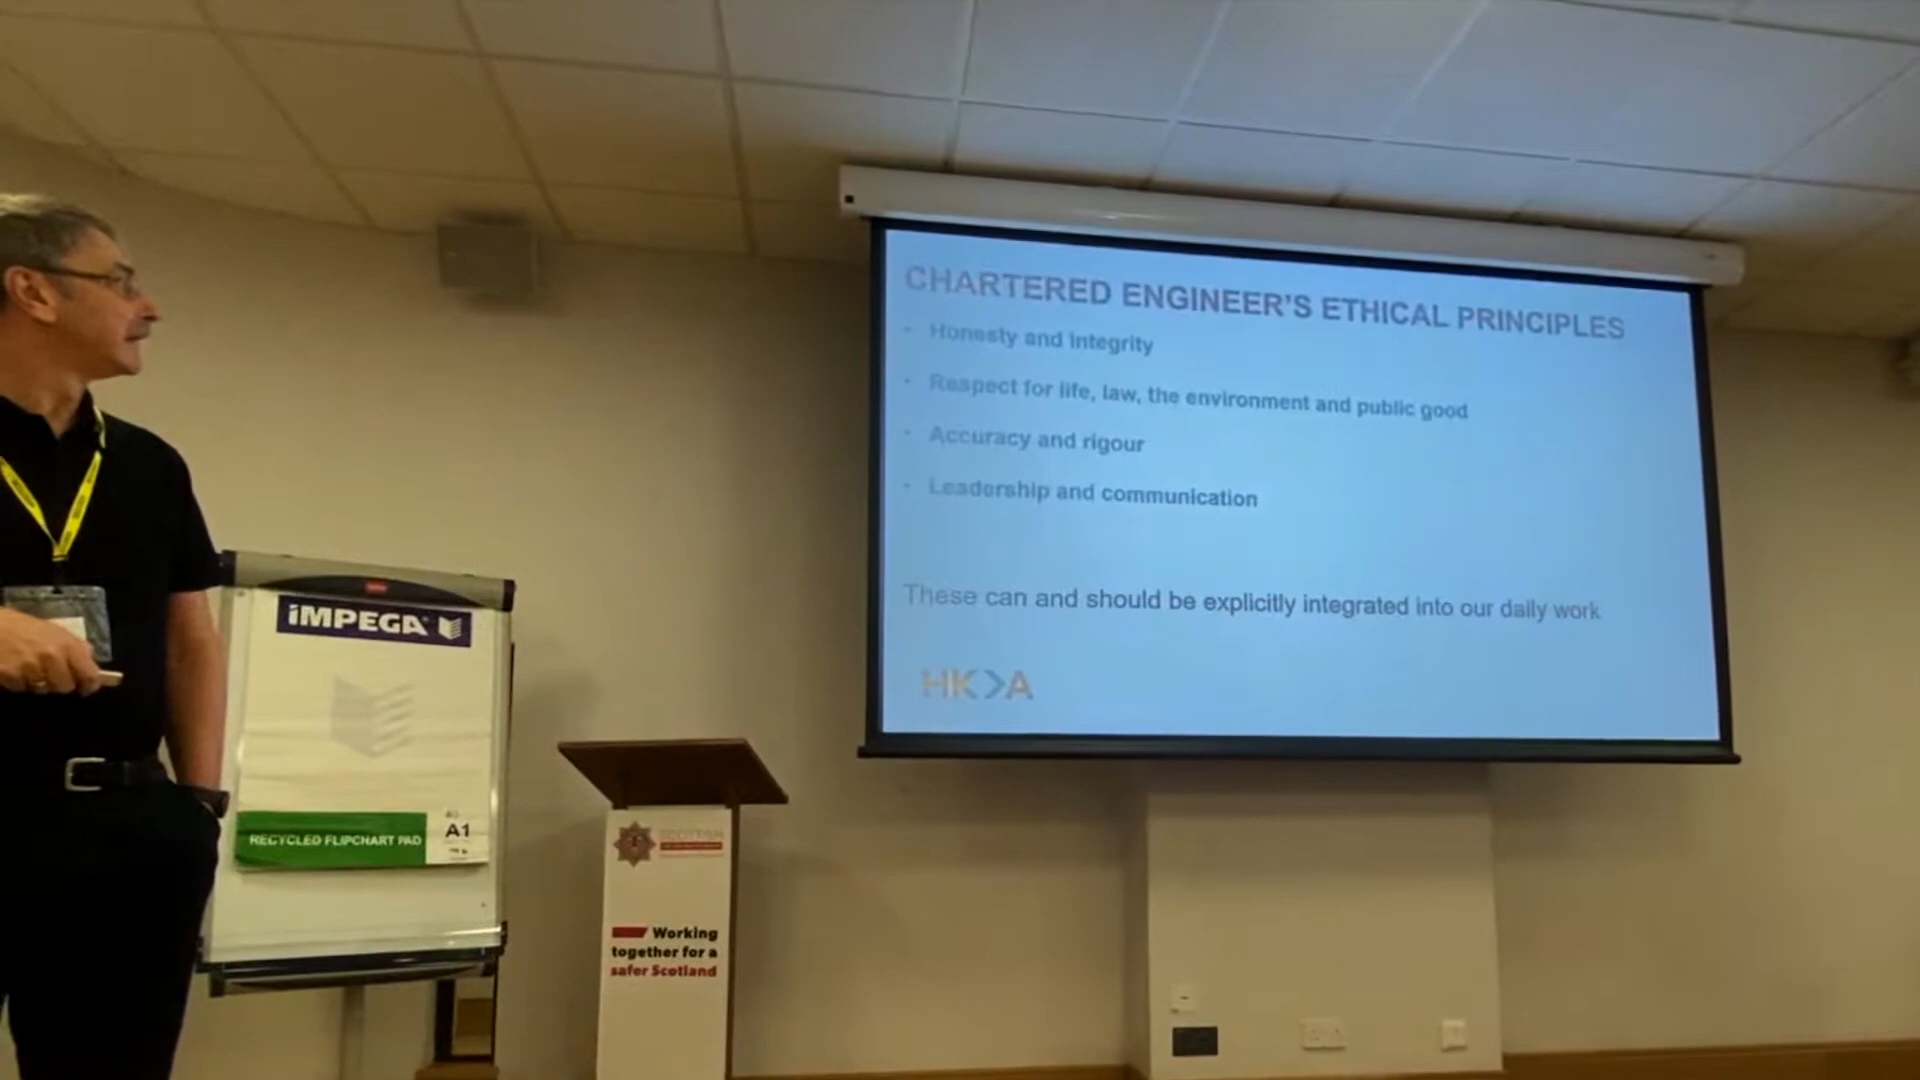 CHARTERED ENGINEER'S ETHICAL PRINCIPLES
- Honesty and integrity
- Respect for life, law, the environment and public good
- Accuracy and rigour
- Leadership and communication
These can and should be explicitly integrated into our daily work
HK>A
iMPEGA
RECYCLED FLIPCHART PAD
A1
SCOTTISH
Working
together for a
safer Scotland